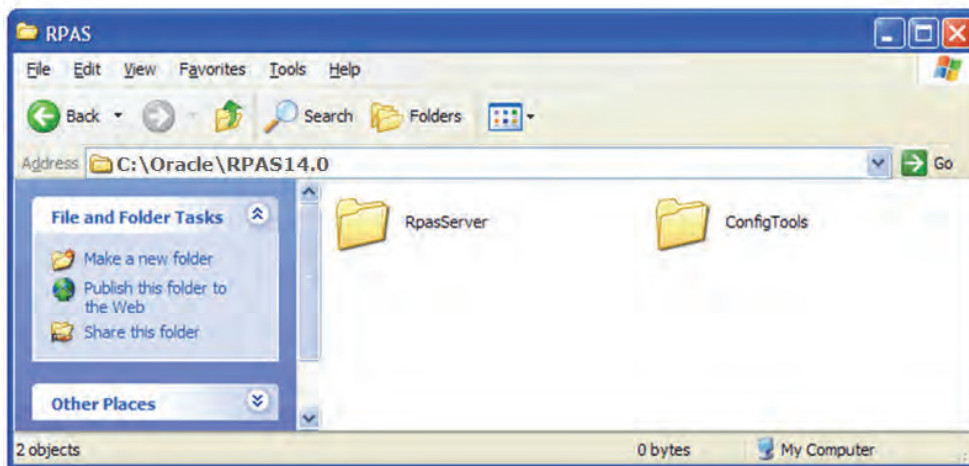 RPAS
File Edit View Favorites Tools Help
Back Search Folders
Address C:\Oracle\RPAS14.0 Go
File and Folder Tasks
Make a new folder
Publish this folder to
the Web
Share this folder
Other Places
RpasServer ConfigTools
2 objects 0 bytes My Computer